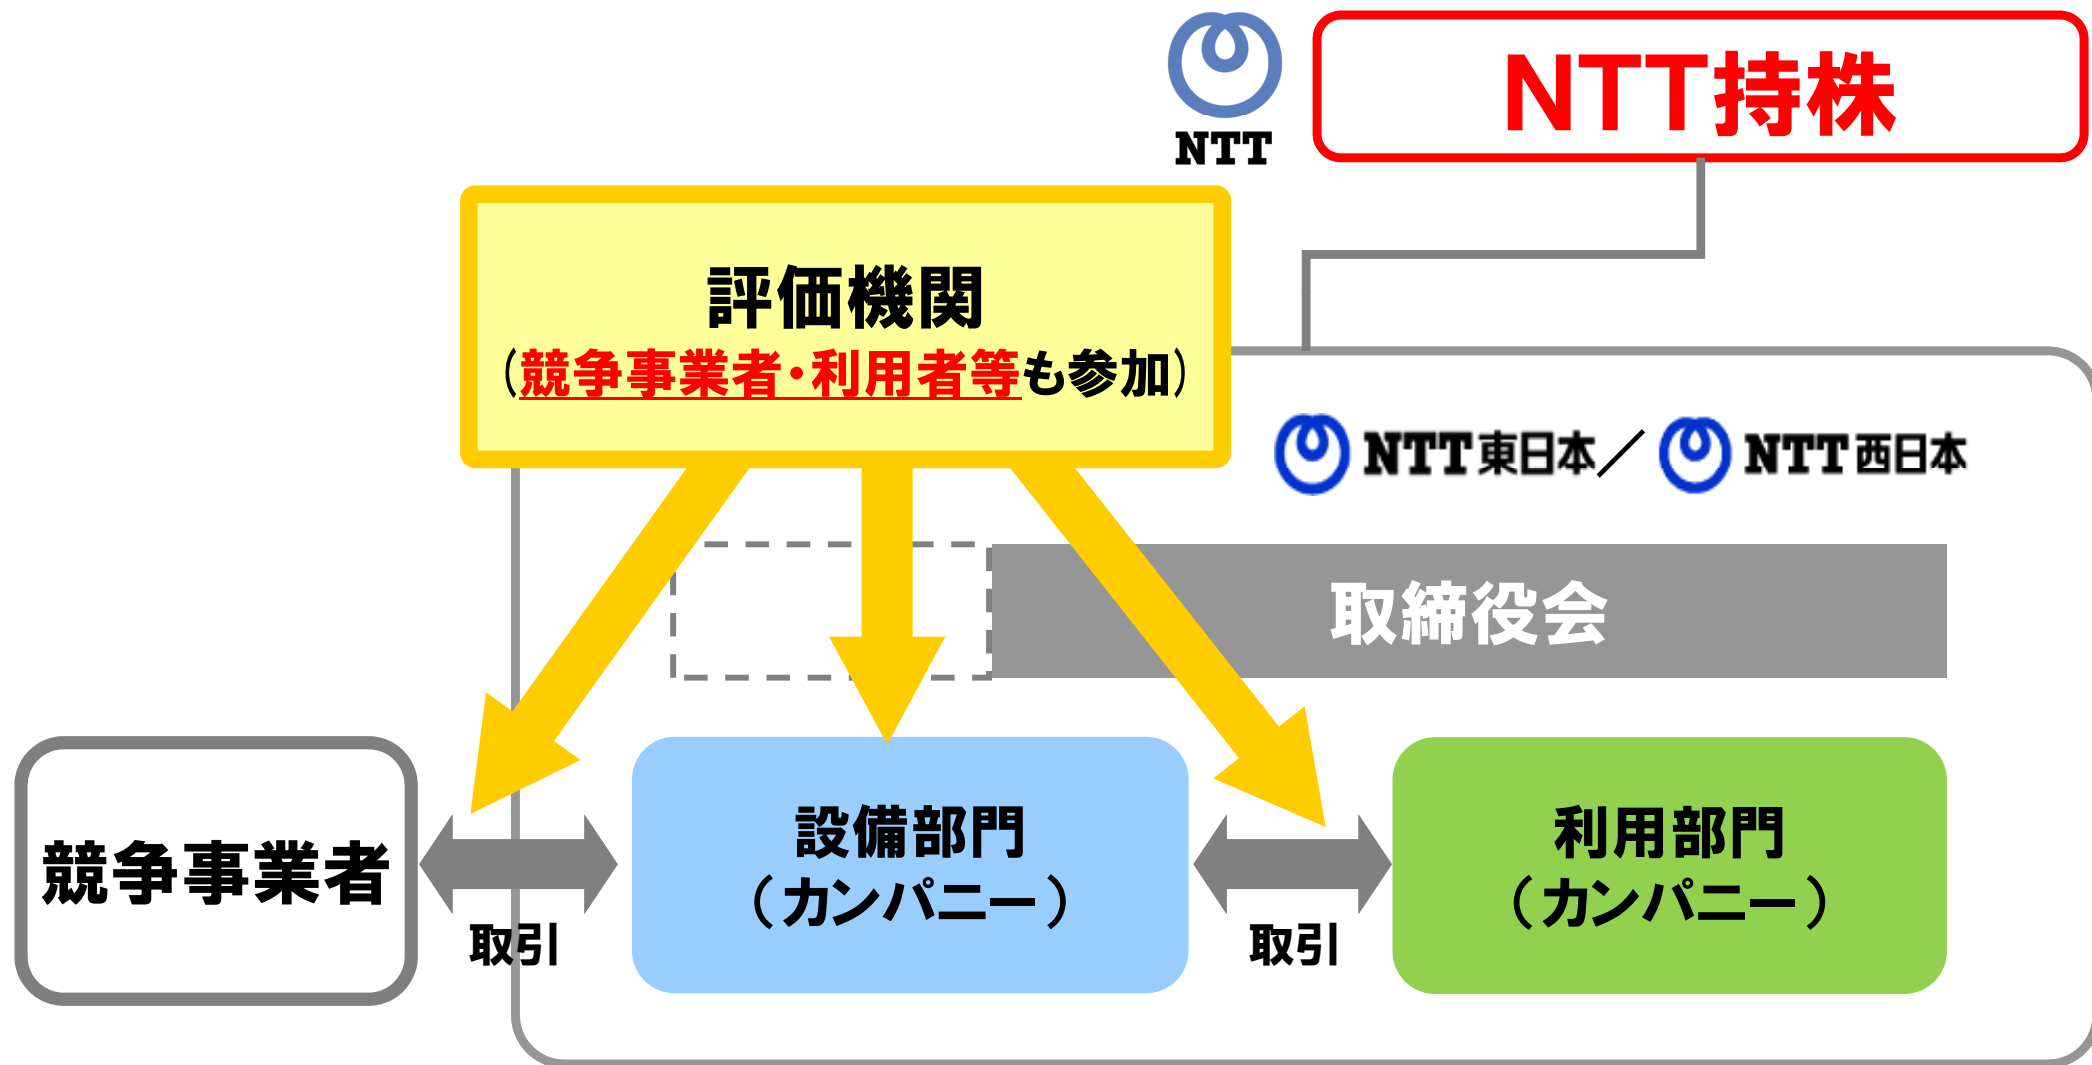 NTT
NTT持株
評価機関
（競争事業者・利用者等も参加）
NTT東日本／NTT西日本
取締役会
競争事業者
取引
設備部門
（カンパニー）
取引
利用部門
（カンパニー）